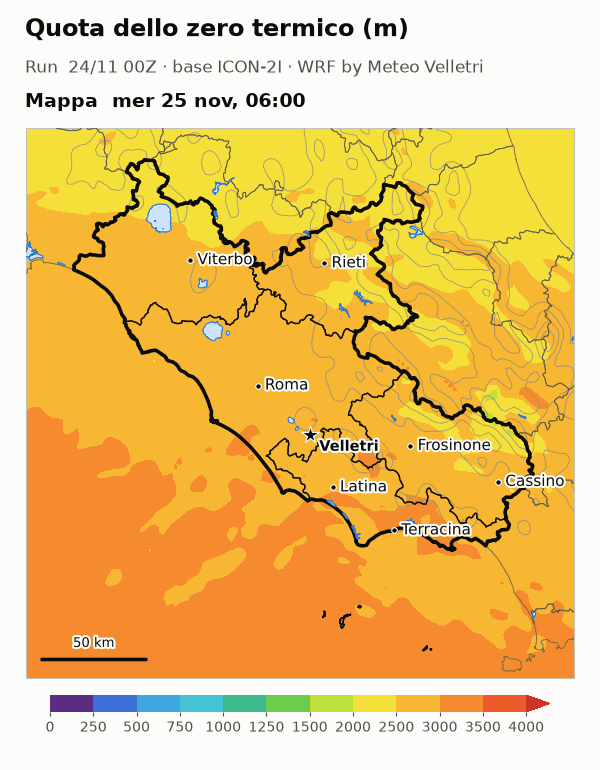 Quota dello zero termico (m)
Run  24/11 00Z · base ICON-2I · WRF by Meteo Velletri
Mappa  mer 25 nov, 06:00
Viterbo
Rieti
Roma
Velletri
Frosinone
Latina
Cassino
Terracina
50 km
0 250 500 750 1000 1250 1500 2000 2500 3000 3500 4000